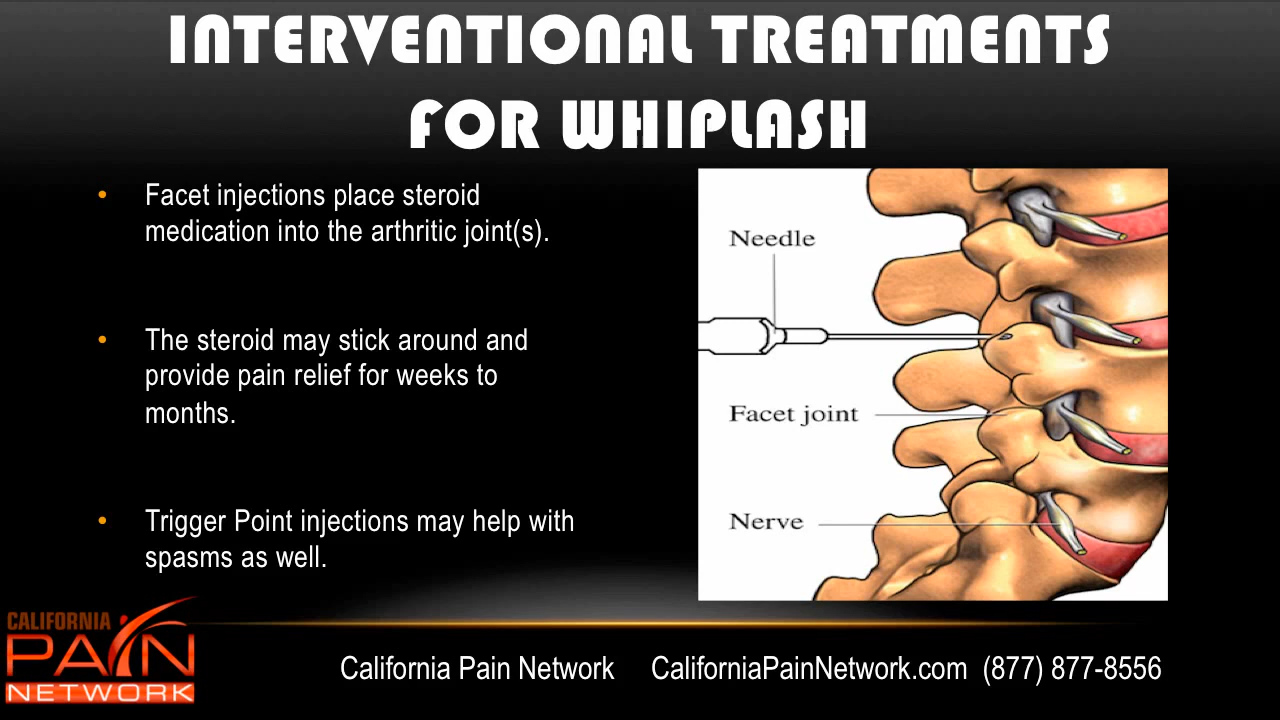 INTERVENTIONAL TREATMENTS
FOR WHIPLASH
• Facet injections place steroid
medication into the arthritic joint(s).
• The steroid may stick around and
provide pain relief for weeks to
months.
• Trigger Point injections may help with
spasms as well.
Needle
Facet joint
Nerve
CALIFORNIA
PAIN
NETWORK
California Pain Network CaliforniaPainNetwork.com (877) 877-8556